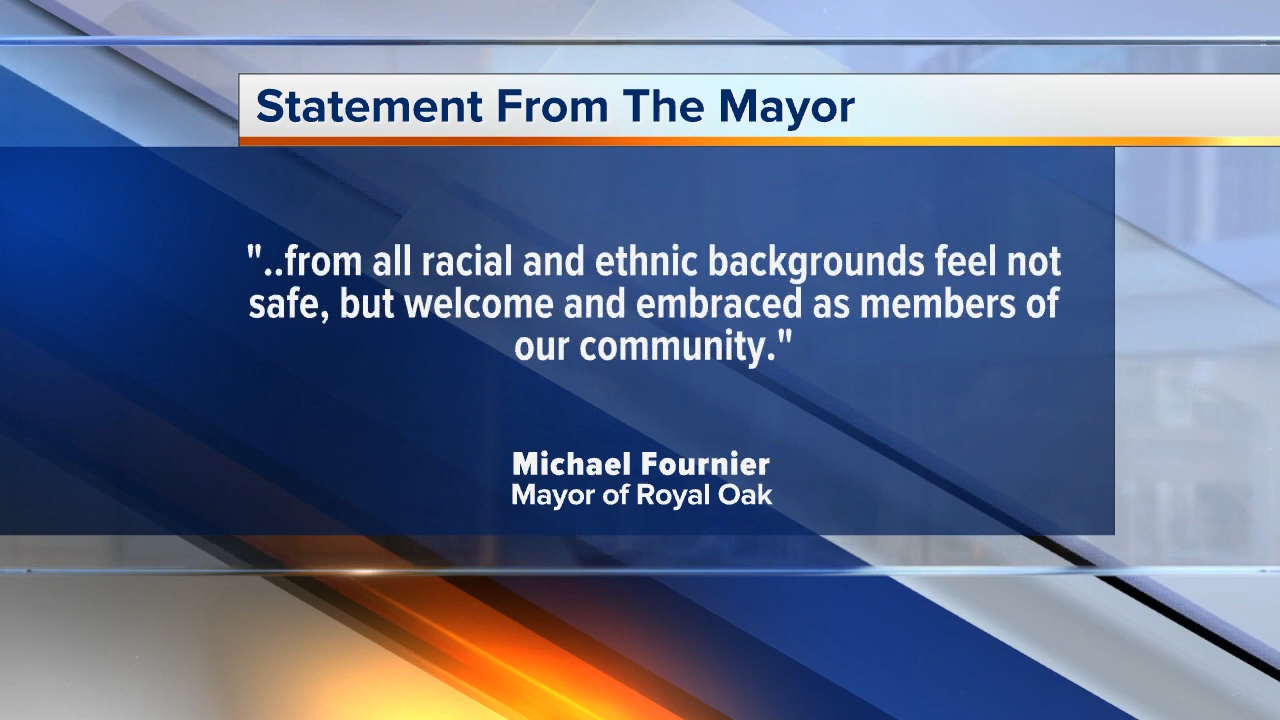 Statement From The Mayor
"..from all racial and ethnic backgrounds feel not
safe, but welcome and embraced as members of
our community."
Michael Fournier
Mayor of Royal Oak